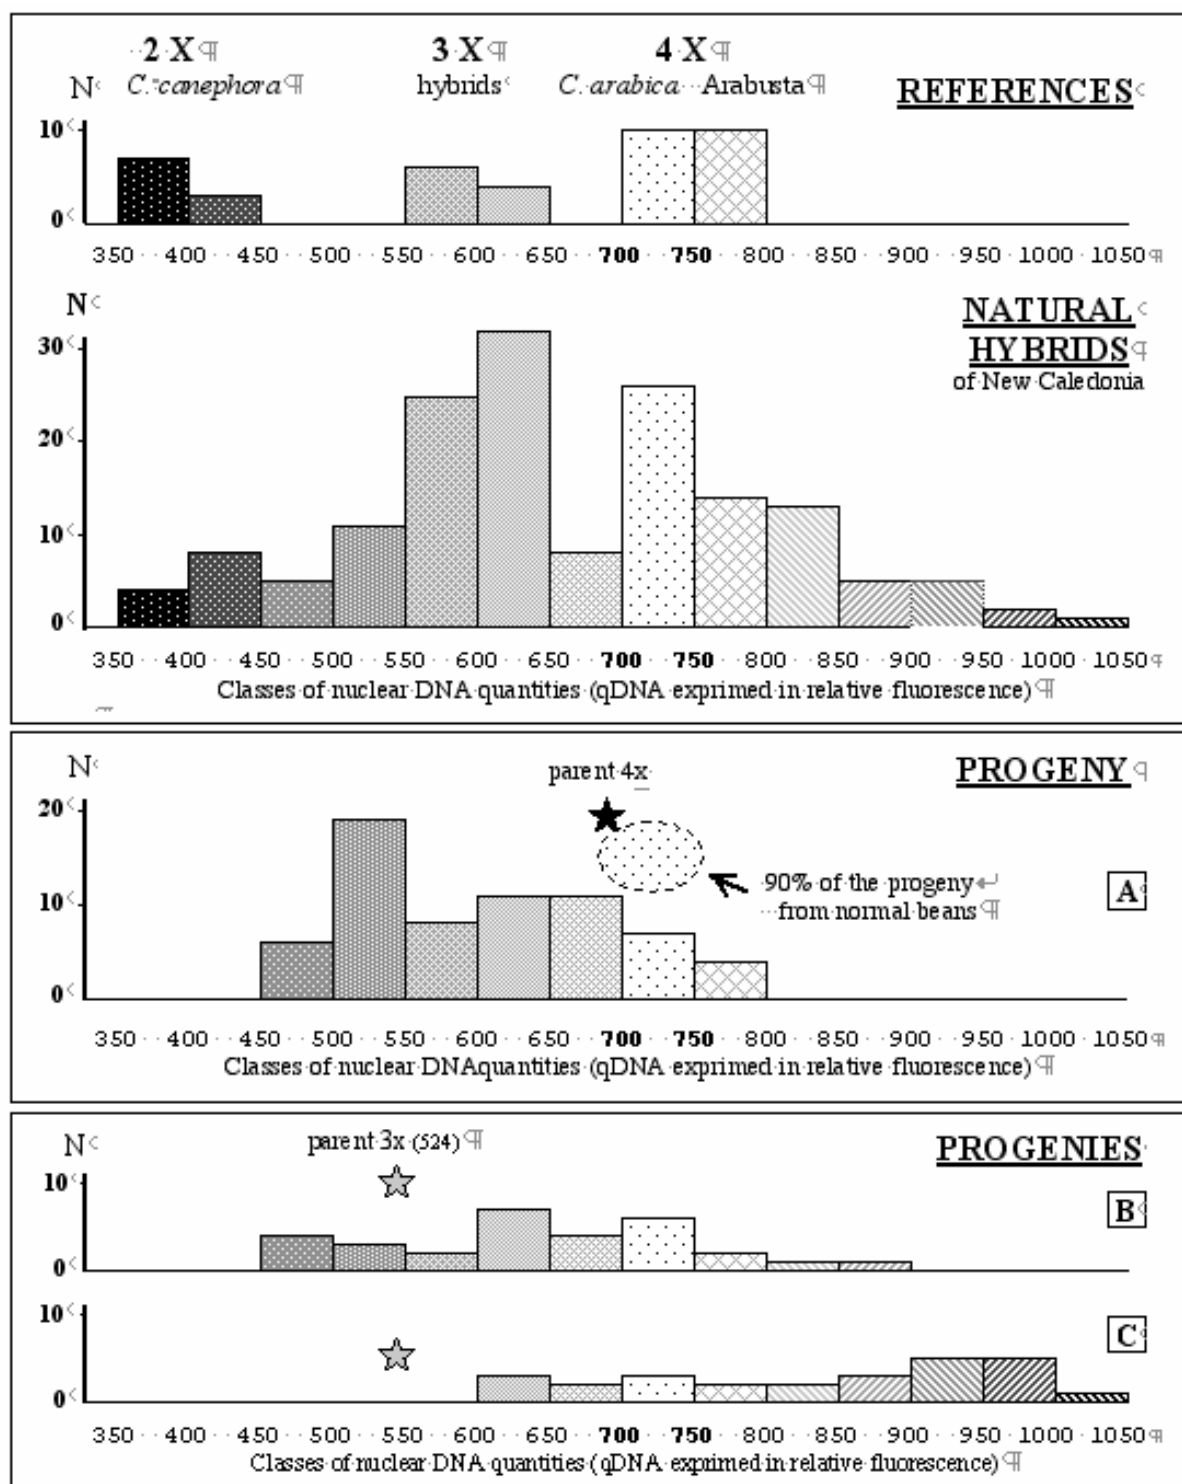 2 X 3 X 4 X
N C. canephora hybrids C. arabica Arabusta REFERENCES
10
0
350 400 450 500 550 600 650 700 750 800 850 900 950 1000 1050
N NATURAL
HYBRIDS
of New Caledonia
30
20
10
0
350 400 450 500 550 600 650 700 750 800 850 900 950 1000 1050
Classes of nuclear DNA quantities (qDNA exprimed in relative fluorescence)
N parent 4x PROGENY
20
90% of the progeny
from normal beans
A
10
0
350 400 450 500 550 600 650 700 750 800 850 900 950 1000 1050
Classes of nuclear DNAquantities (qDNA exprimed in relative fluorescence)
N parent 3x (524) PROGENIES
10
B
0
10
C
0
350 400 450 500 550 600 650 700 750 800 850 900 950 1000 1050
Classes of nuclear DNA quantities (qDNA exprimed in relative fluorescence)